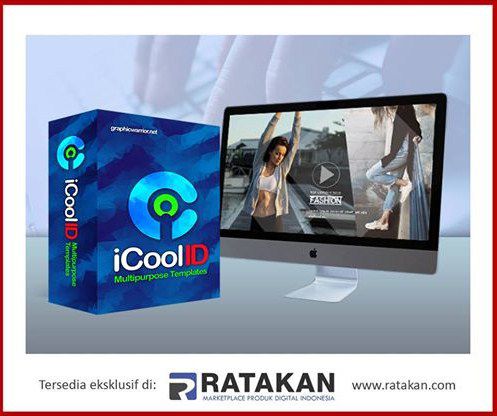 graphicwarrior.net
iCoolID
Multipurpose Templates
iCoolID
Multipurpose
Templates
FASHION
Tersedia eksklusif di:
RATAKAN
MARKETPLACE PRODUK DIGITAL INDONESIA
www.ratakan.com